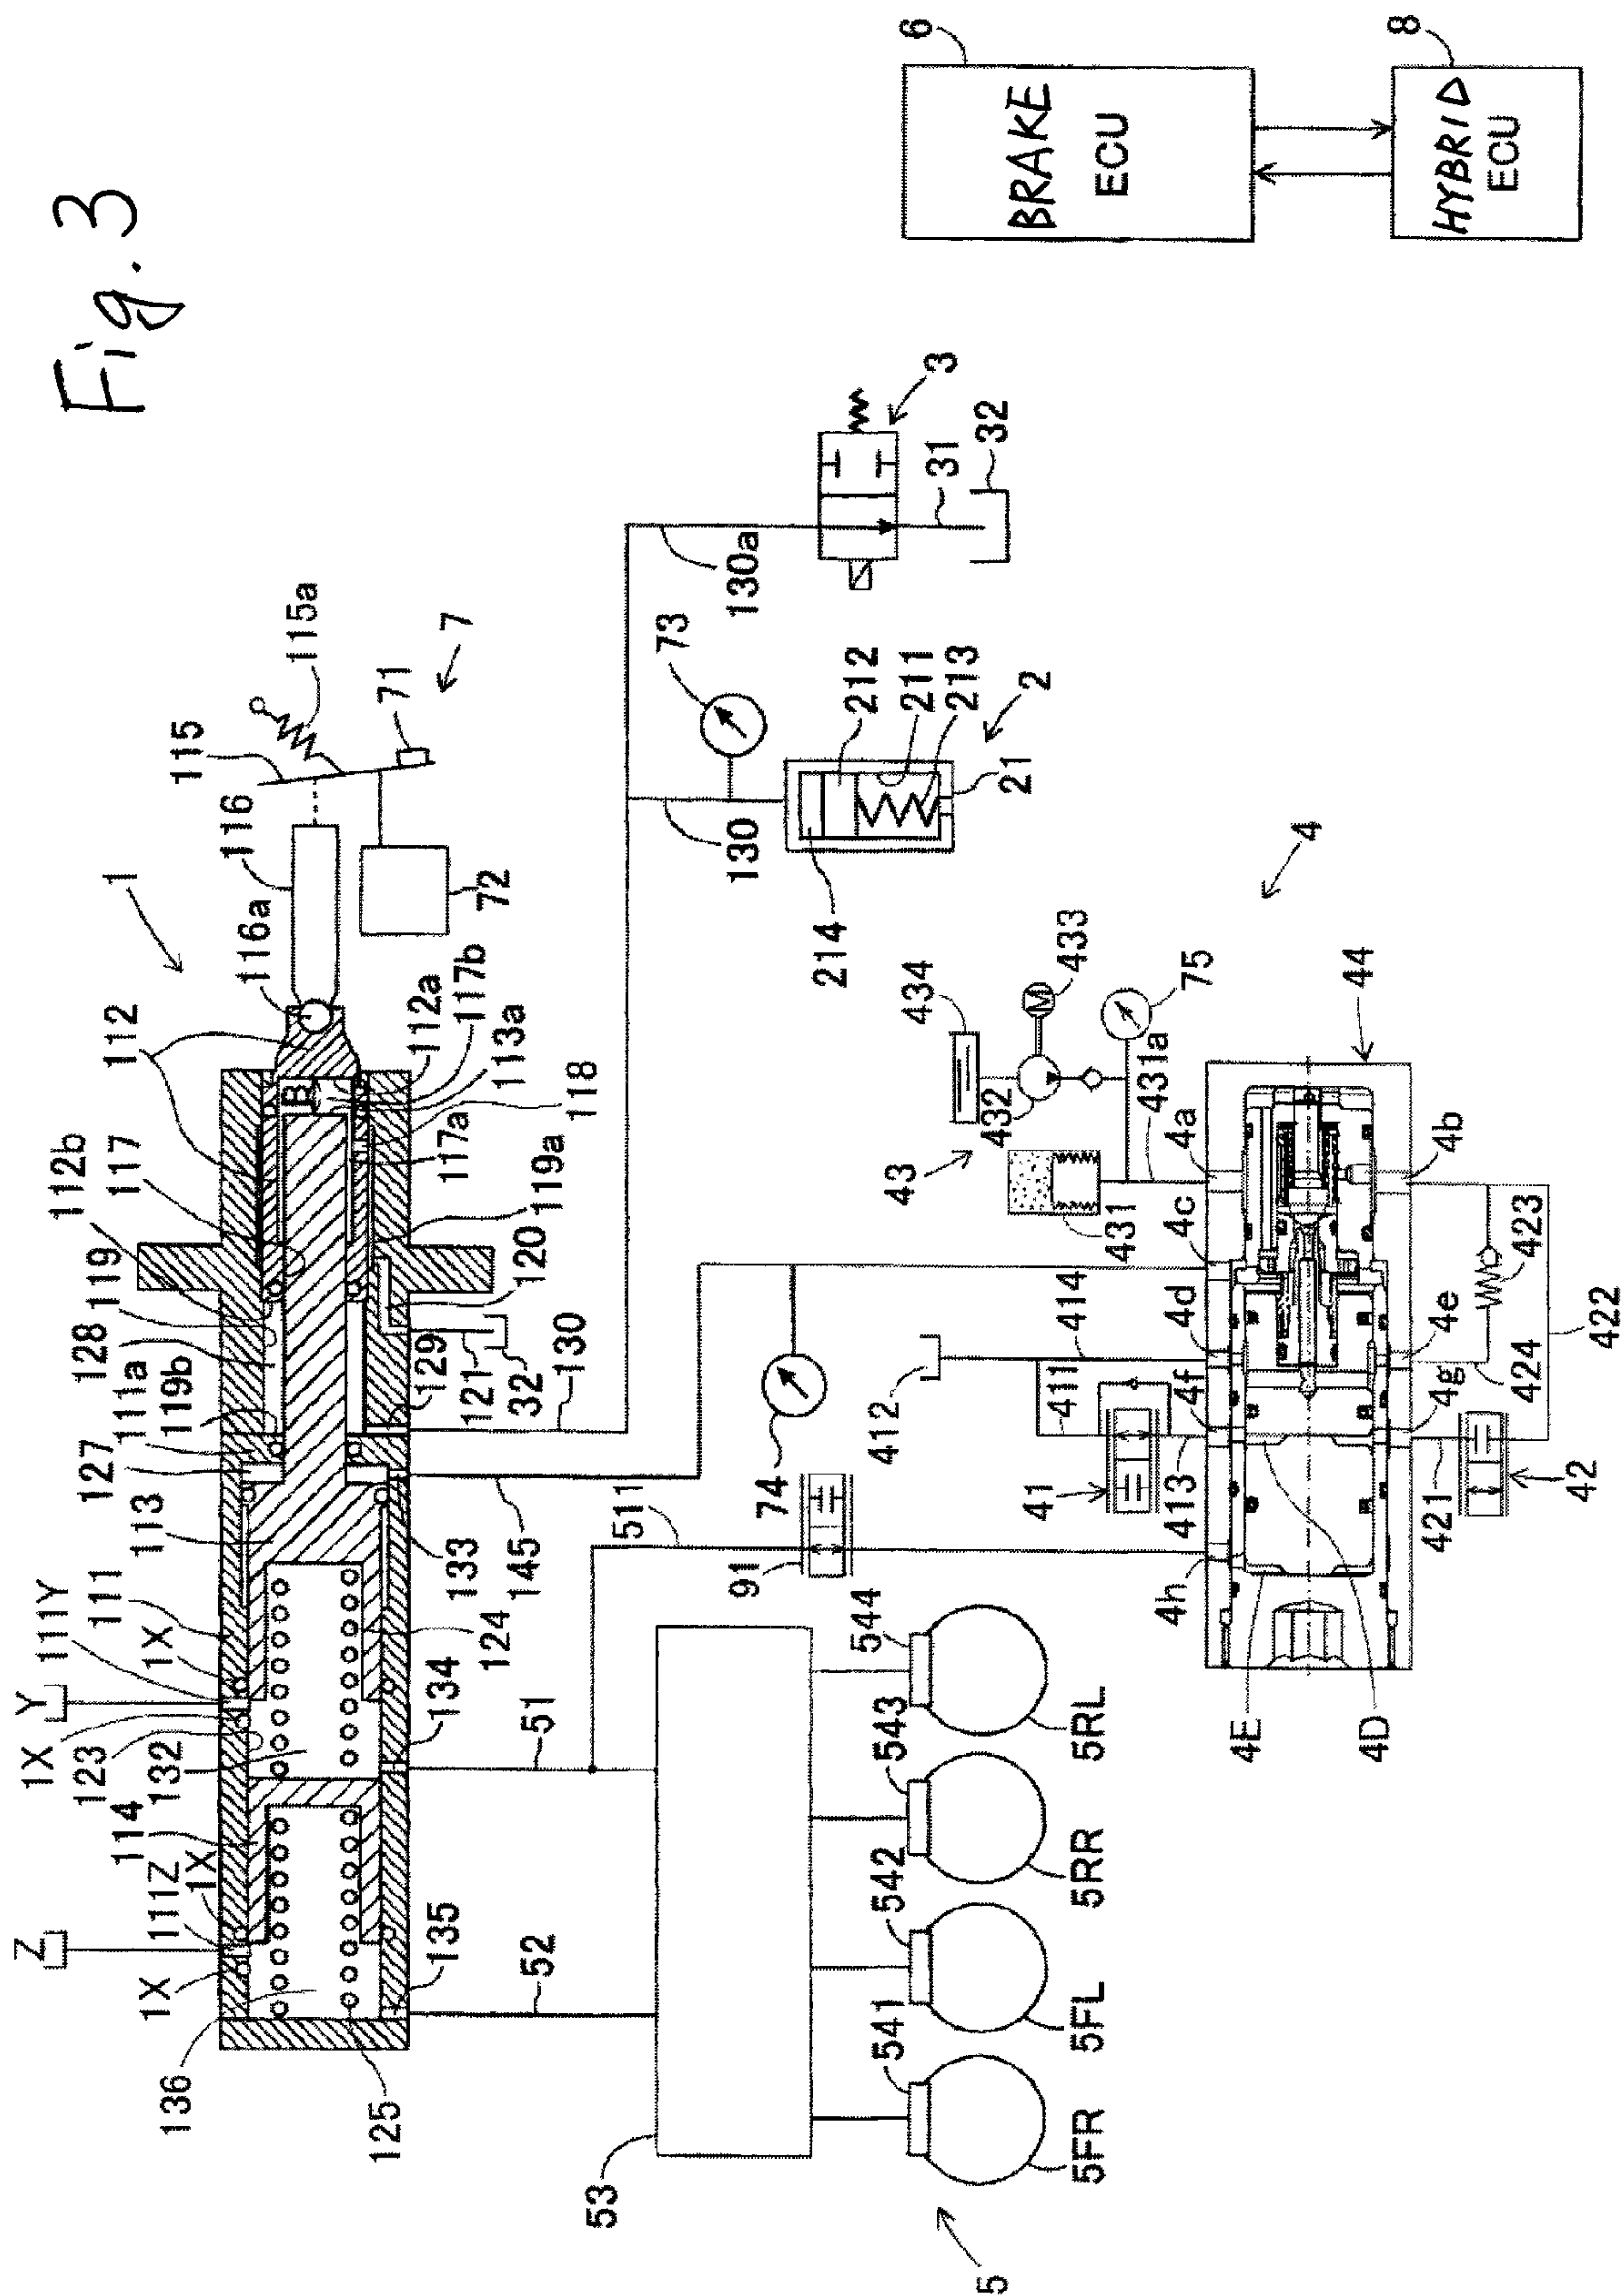 Fig. 3
1
112
112b
117
119
128
111a
119b
127
113
111
111Y
Y
1X
1X
123
132
114
1X
111Z
Z
1X
136
125
116
116a
115
115a
71
7
72
B
112a
117b
113a
118
117a
119a
120
121
32
129
130
133
145
124
134
51
135
52
511
53
91
74
73
130
130a
3
31
32
212
211
213
214
21
2
BRAKE
ECU
6
HYBRID
ECU
8
541
542
543
544
5FR
5FL
5RR
5RL
5
4
434
433
M
432
43
431
431a
75
44
4a
4b
4c
4d
4e
4f
4g
4h
4E
4D
412
414
411
41
413
421
42
422
423
424